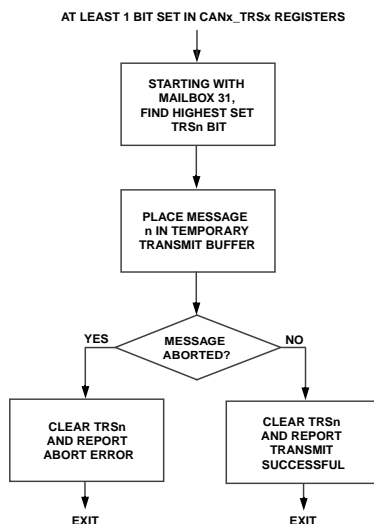 AT LEAST 1 BIT SET IN CANx_TRSx REGISTERS
STARTING WITH
MAILBOX 31,
FIND HIGHEST SET
TRSn BIT
PLACE MESSAGE
n IN TEMPORARY
TRANSMIT BUFFER
YES
MESSAGE
ABORTED?
NO
CLEAR TRSn
AND REPORT
ABORT ERROR
CLEAR TRSn
AND REPORT
TRANSMIT
SUCCESSFUL
EXIT
EXIT